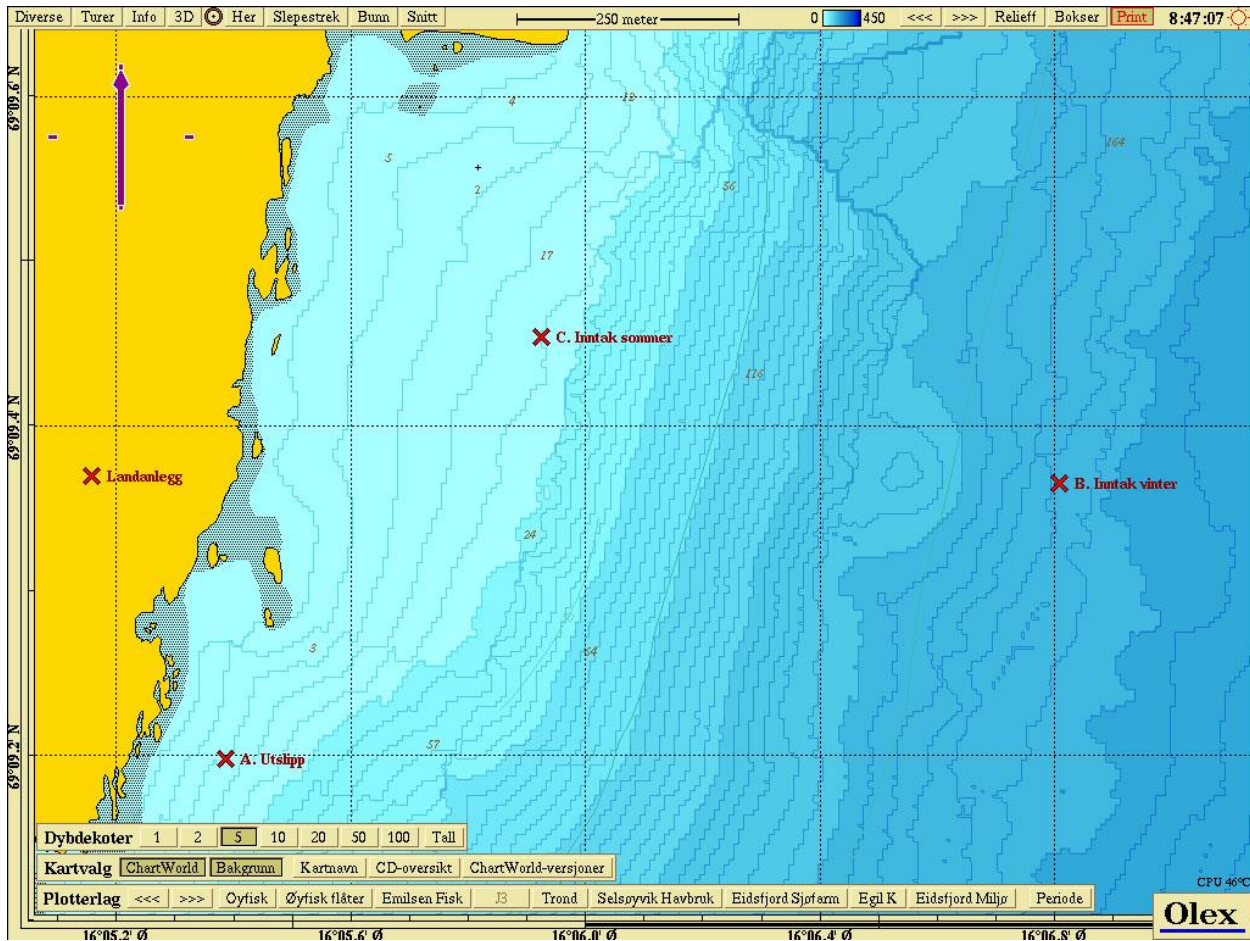 Diverse Turer Info 3D Her Slepestrek Bunn Snitt 250 meter 0 450 <<< >>> Relieff Bokser Print 8:47:07
69°09.6' N
4
12
164
5
2
56
17
C. Inntak sommer
116
69°09.4' N
Landanlegg
B. Inntak vinter
24
3
64
69°09.2' N
57
A. Utslipp
Dybdekoter 1 2 5 10 20 50 100 Tall
Kartvalg ChartWorld Bakgrunn Kartnavn CD-oversikt ChartWorld-versjoner
CPU 46°C
Plotterlag <<< >>> Oyfisk Øyfisk flåter Emilsen Fisk J3 Trond Selsøyvik Havbruk Eidsfjord Sjøfarm Egil K Eidsfjord Miljø Periode
Olex
16°05.2' Ø 16°05.6' Ø 16°06.0' Ø 16°06.4' Ø 16°06.8' Ø